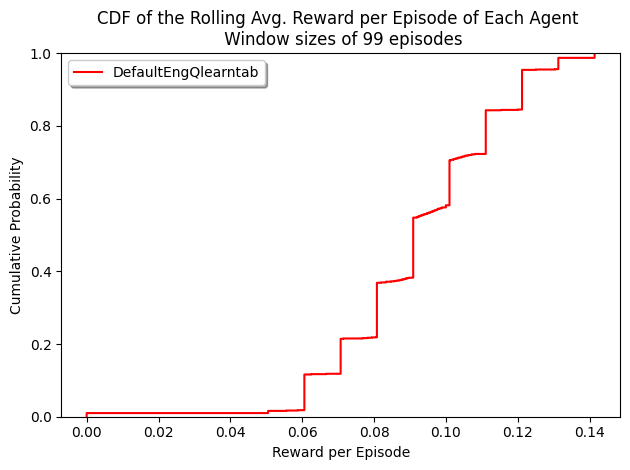 CDF of the Rolling Avg. Reward per Episode of Each Agent
Window sizes of 99 episodes
DefaultEngQlearntab
Cumulative Probability
1.0
0.8
0.6
0.4
0.2
0.0
0.00 0.02 0.04 0.06 0.08 0.10 0.12 0.14
Reward per Episode